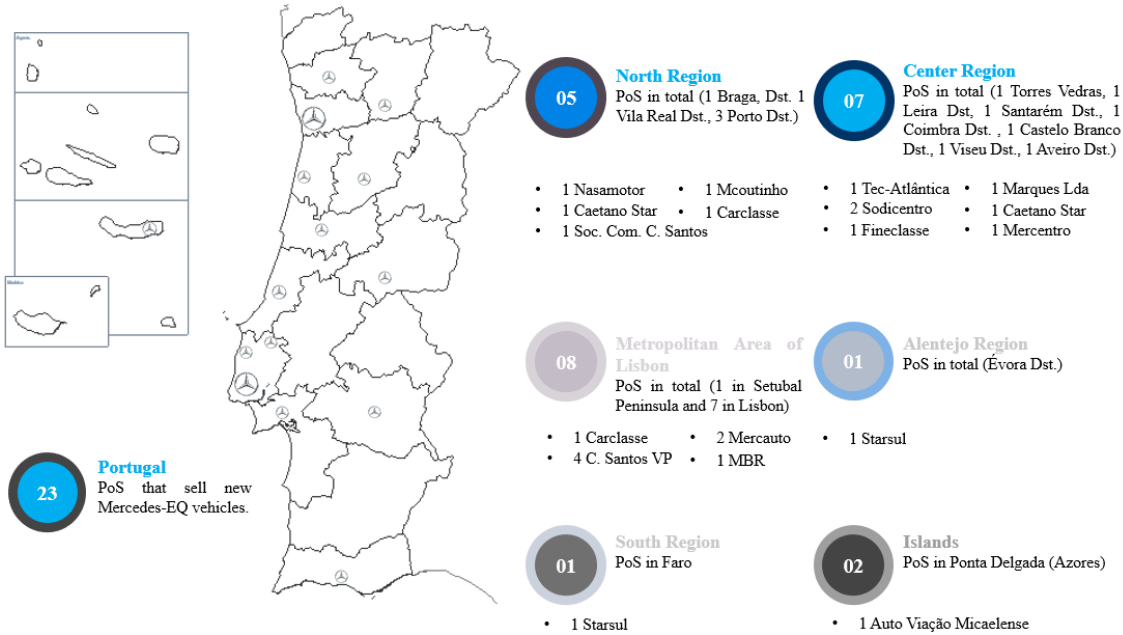 05
North Region
PoS in total (1 Braga, Dst. 1
Vila Real Dst., 3 Porto Dst.)
• 1 Nasamotor • 1 Mcoutinho
• 1 Caetano Star • 1 Carclasse
• 1 Soc. Com. C. Santos
07
Center Region
PoS in total (1 Torres Vedras, 1
Leira Dst, 1 Santarém Dst., 1
Coimbra Dst. , 1 Castelo Branco
Dst., 1 Viseu Dst., 1 Aveiro Dst.)
• 1 Tec-Atlântica • 1 Marques Lda
• 2 Sodicentro • 1 Caetano Star
• 1 Fineclasse • 1 Mercentro
08
Metropolitan Area of
Lisbon
PoS in total (1 in Setubal
Peninsula and 7 in Lisbon)
• 1 Carclasse • 2 Mercauto
• 4 C. Santos VP • 1 MBR
01
Alentejo Region
PoS in total (Évora Dst.)
• 1 Starsul
23
Portugal
PoS that sell new
Mercedes-EQ vehicles.
01
South Region
PoS in Faro
• 1 Starsul
02
Islands
PoS in Ponta Delgada (Azores)
• 1 Auto Viação Micaelense